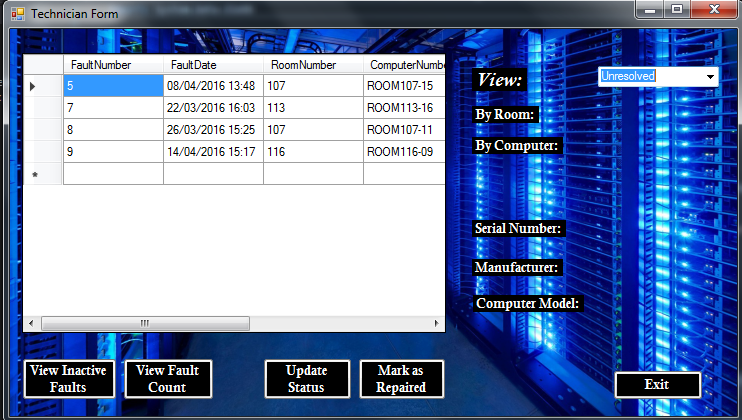 Technician Form
FaultNumber FaultDate RoomNumber ComputerNumbe
5 08/04/2016 13:48 107 ROOM107-15
7 22/03/2016 16:03 113 ROOM113-16
8 26/03/2016 15:25 107 ROOM107-11
9 14/04/2016 15:17 116 ROOM116-09
*
View:
Unresolved
By Room:
By Computer:
Serial Number:
Manufacturer:
Computer Model:
View Inactive
Faults
View Fault
Count
Update
Status
Mark as
Repaired
Exit